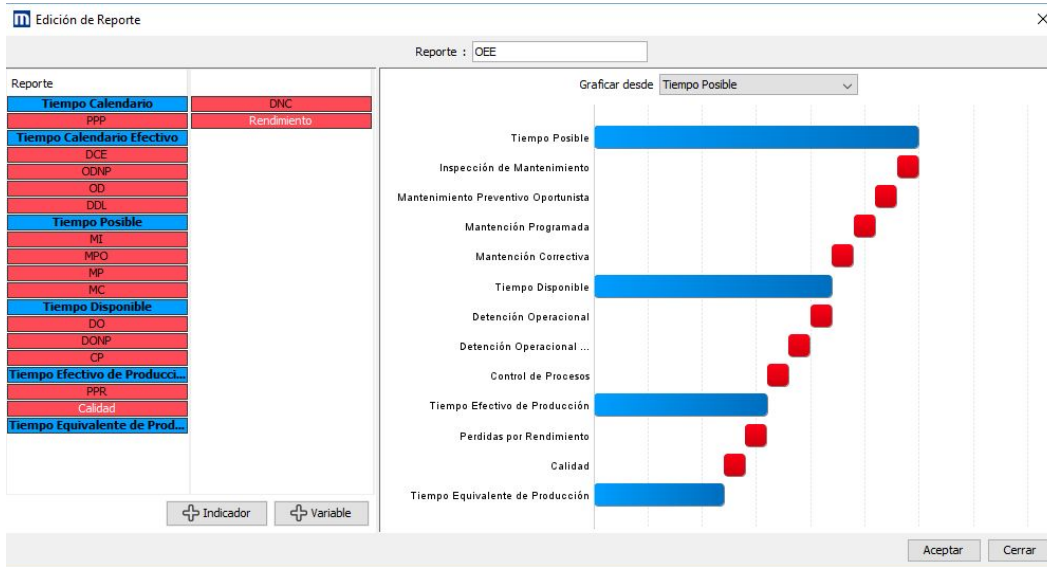 m Edición de Reporte
Reporte : OEE
Reporte
Tiempo Calendario
PPP
Tiempo Calendario Efectivo
DCE
ODNP
OD
DDL
Tiempo Posible
MI
MPO
MP
MC
Tiempo Disponible
DO
DONP
CP
Tiempo Efectivo de Producci...
PPR
Calidad
Tiempo Equivalente de Prod...
DNC
Rendimiento
Indicador
Variable
Graficar desde Tiempo Posible
Tiempo Posible
Inspección de Mantenimiento
Mantenimiento Preventivo Oportunista
Mantención Programada
Mantención Correctiva
Tiempo Disponible
Detención Operacional
Detención Operacional ...
Control de Procesos
Tiempo Efectivo de Producción
Perdidas por Rendimiento
Calidad
Tiempo Equivalente de Producción
Aceptar
Cerrar